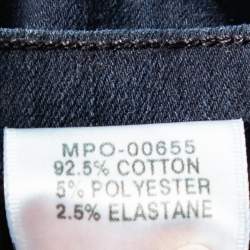 MPO-00655
92.5% COTTON
5% POLYESTER
2.5% ELASTANE